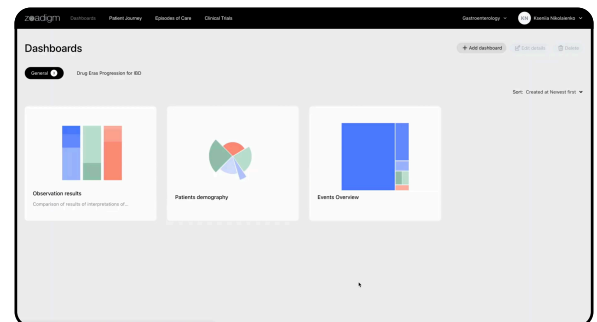 zoadigm Dashboards Patient Journey Episodes of Care Clinical Trials Gastroenterology KN Kseniia Nikolaienko
Dashboards
+ Add dashboard Edit details Delete
General Drug Eras Progression for IBD
Sort: Created at Newest first
Observation results
Comparison of results of interpretations of...
Patients demography
Events Overview